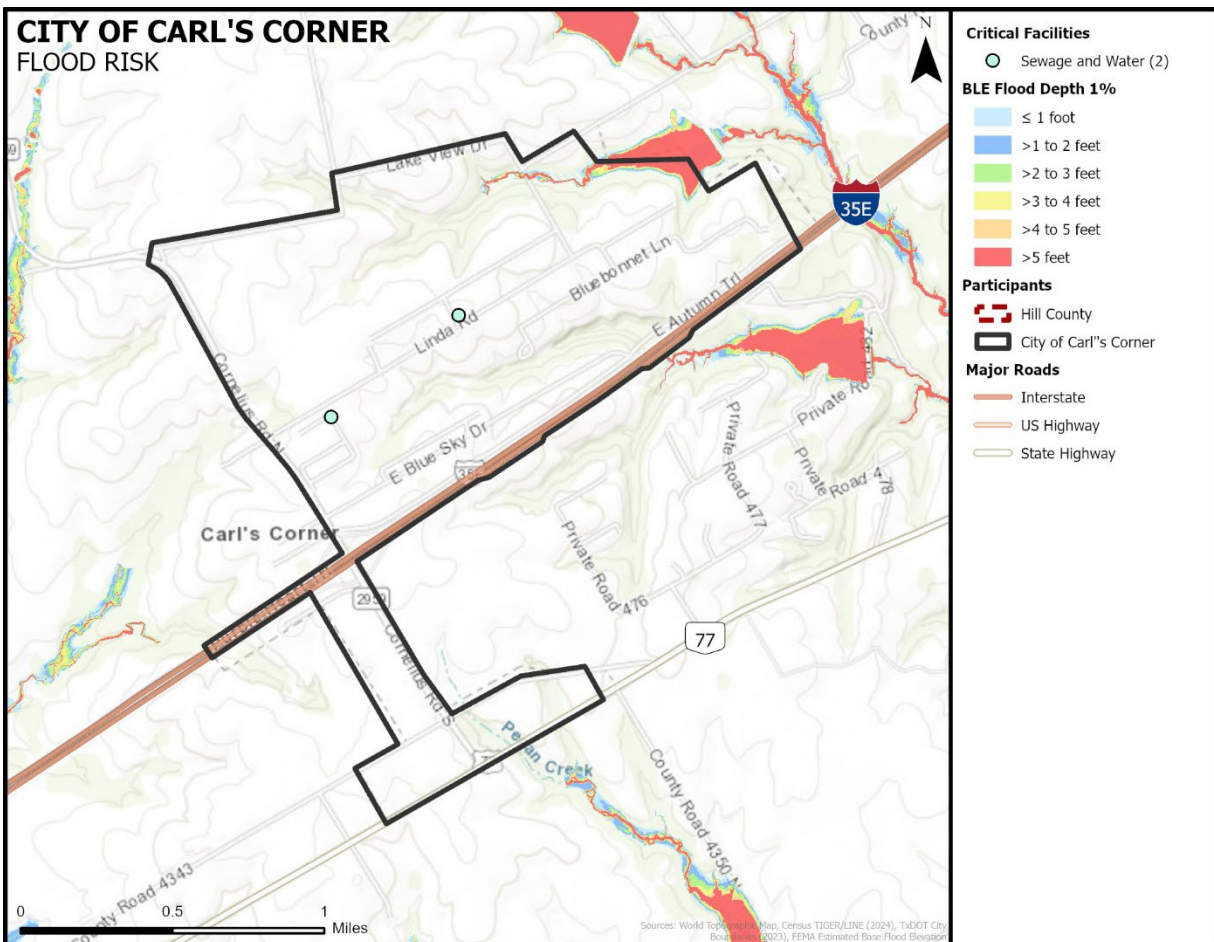 CITY OF CARL'S CORNER
FLOOD RISK
N
County R
Lake View Dr
35E
Bluebonnet Ln
E Autumn Trl
Linda Rd
Cornelius Rd N
E Blue Sky Dr
Private Ro
Private Road 477
Private Road 478
Carl's Corner
Private Road 476
2959
77
Cornelius Rd S
Pecan Creek
County Road 4350 N
County Road 4343
0 0.5 1
Miles
Sources: World Topographic Map, Census TIGER/LINE (2024), TxDOT City
Boundaries (2023), FEMA Estimated Base Flood Elevation
Critical Facilities
Sewage and Water (2)
BLE Flood Depth 1%
≤ 1 foot
>1 to 2 feet
>2 to 3 feet
>3 to 4 feet
>4 to 5 feet
>5 feet
Participants
Hill County
City of Carl"s Corner
Major Roads
Interstate
US Highway
State Highway